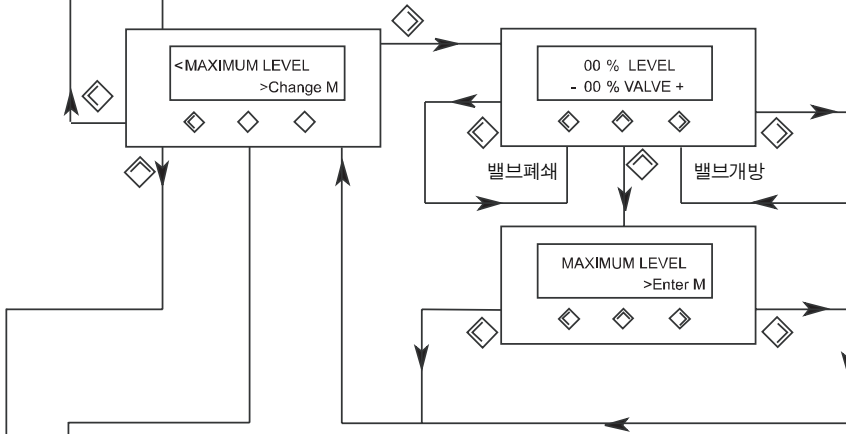 <MAXIMUM LEVEL
>Change M
00 % LEVEL
- 00 % VALVE +
밸브폐쇄
밸브개방
MAXIMUM LEVEL
>Enter M